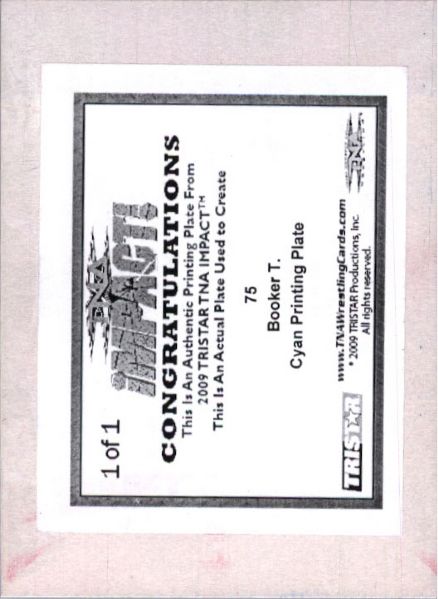 1 of 1
TNA
IMPACT!
CONGRATULATIONS
This Is An Authentic Printing Plate From
2009 TRISTAR TNA IMPACT™
This Is An Actual Plate Used to Create
75
Booker T.
Cyan Printing Plate
TRISTAR
www.TNAWrestlingCards.com
© 2009 TRISTAR Productions, Inc.
All rights reserved.
TNA